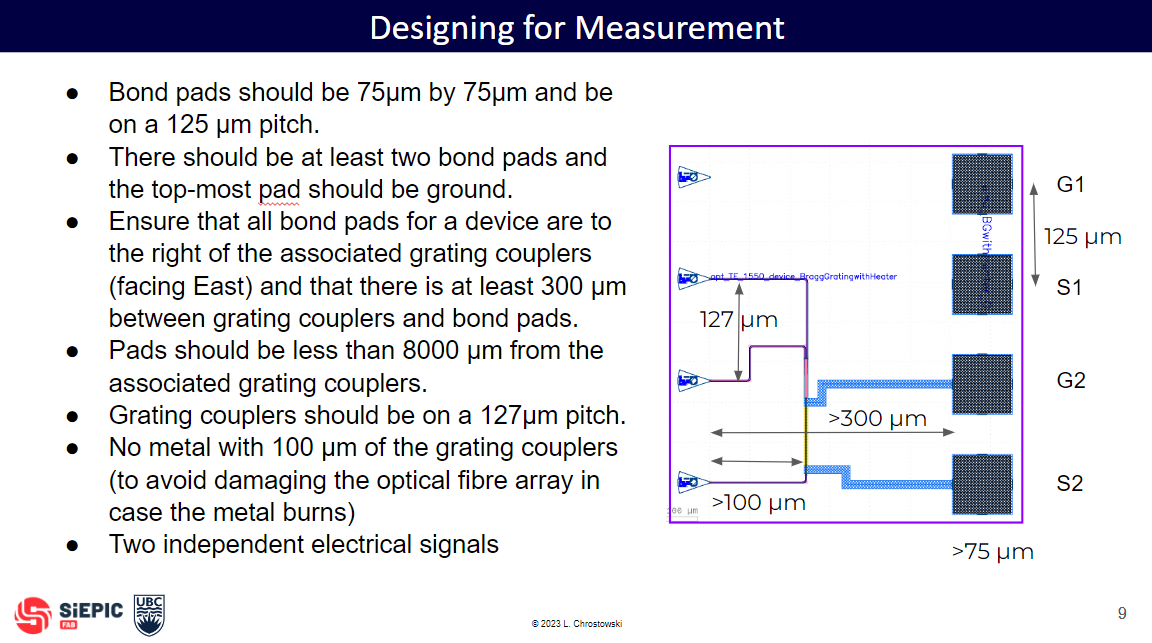 Designing for Measurement
● Bond pads should be 75µm by 75µm and be
on a 125 µm pitch.
● There should be at least two bond pads and
the top-most pad should be ground.
● Ensure that all bond pads for a device are to
the right of the associated grating couplers
(facing East) and that there is at least 300 µm
between grating couplers and bond pads.
● Pads should be less than 8000 µm from the
associated grating couplers.
● Grating couplers should be on a 127µm pitch.
● No metal with 100 µm of the grating couplers
(to avoid damaging the optical fibre array in
case the metal burns)
● Two independent electrical signals
G1
125 µm
opt_TE_1550_device_BraggGratingwithHeater
S1
127 µm
G2
>300 µm
S2
>100 µm
>75 µm
SiEPIC
FAB
UBC
© 2023 L. Chrostowski
9